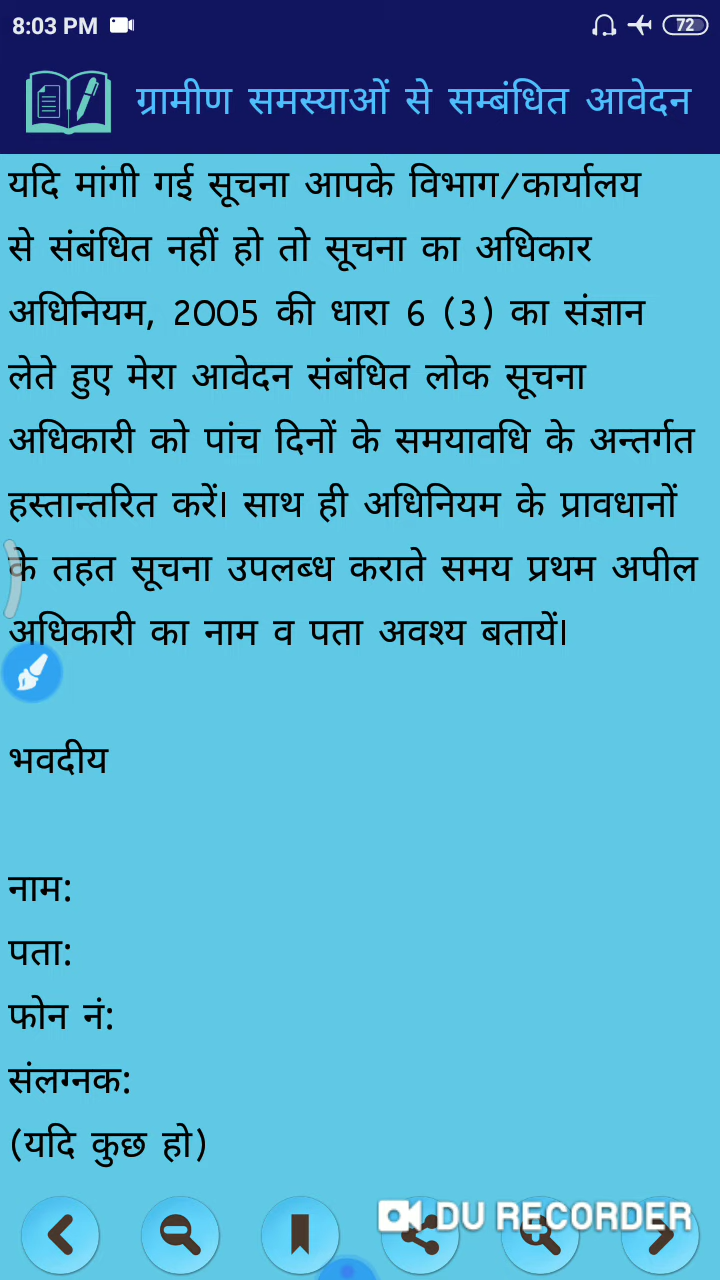 8:03 PM
72
ग्रामीण समस्याओं से सम्बंधित आवेदन
यदि मांगी गई सूचना आपके विभाग/कार्यालय
से संबंधित नहीं हो तो सूचना का अधिकार
अधिनियम, 2005 की धारा 6 (3) का संज्ञान
लेते हुए मेरा आवेदन संबंधित लोक सूचना
अधिकारी को पांच दिनों के समयावधि के अन्तर्गत
हस्तान्तरित करें। साथ ही अधिनियम के प्रावधानों
के तहत सूचना उपलब्ध कराते समय प्रथम अपील
अधिकारी का नाम व पता अवश्य बतायें।
भवदीय
नाम:
पता:
फोन नं:
संलग्नक:
(यदि कुछ हो)
DU RECORDER